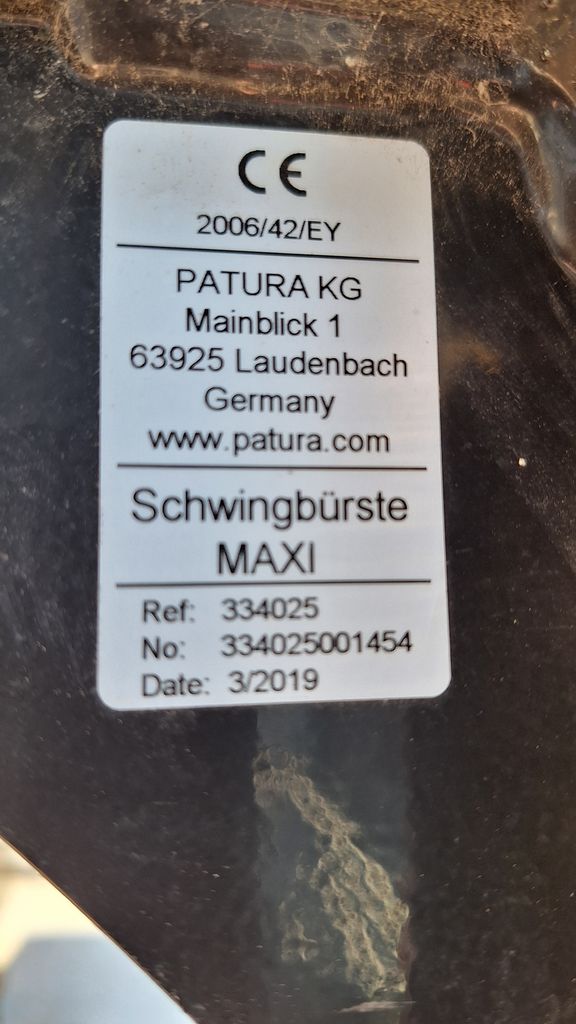 CE
2006/42/EY
PATURA KG
Mainblick 1
63925 Laudenbach
Germany
www.patura.com
Schwingbürste
MAXI
Ref: 334025
No: 334025001454
Date: 3/2019